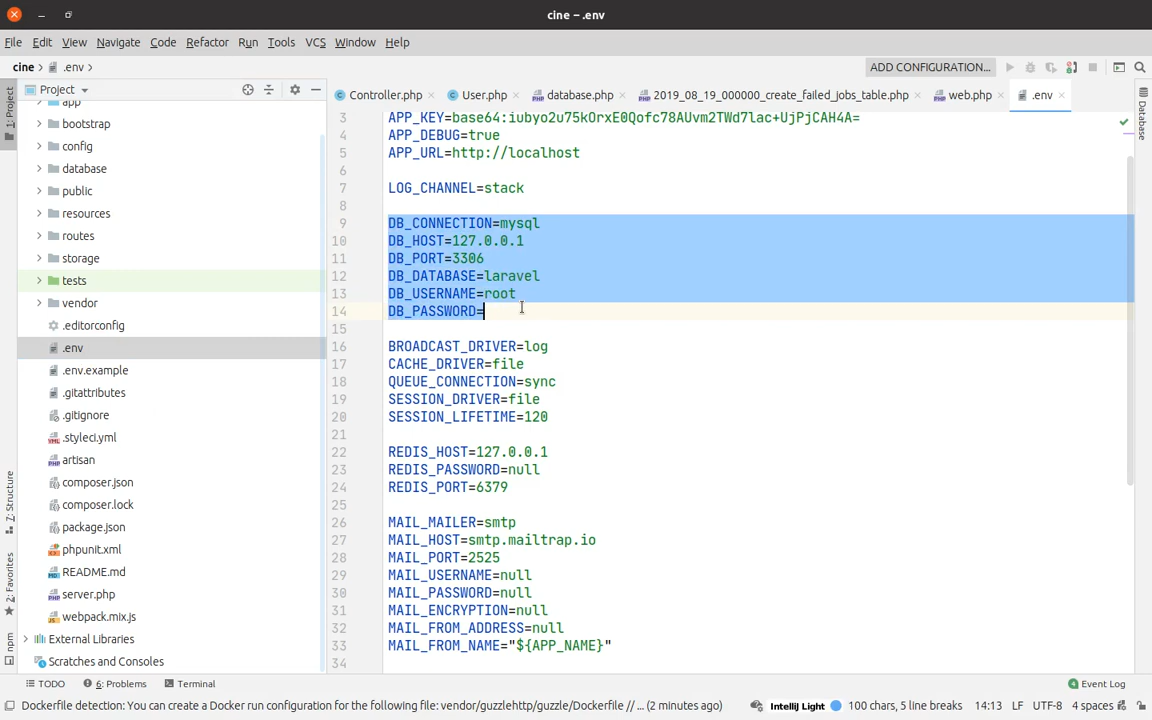 cine – .env
File Edit View Navigate Code Refactor Run Tools VCS Window Help
cine .env ADD CONFIGURATION...
Project
Controller.php User.php database.php 2019_08_19_000000_create_failed_jobs_table.php web.php .env
1: Project
Z: Structure
2: Favorites
npm
Database
app
bootstrap
config
database
public
resources
routes
storage
tests
vendor
.editorconfig
.env
.env.example
.gitattributes
.gitignore
.styleci.yml
artisan
composer.json
composer.lock
package.json
phpunit.xml
README.md
server.php
webpack.mix.js
External Libraries
Scratches and Consoles
3 APP_KEY=base64:iubyo2u75kOrxE0Qofc78AUvm2TWd7lac+UjPjCAH4A=
4 APP_DEBUG=true
5 APP_URL=http://localhost
6
7 LOG_CHANNEL=stack
8
9 DB_CONNECTION=mysql
10 DB_HOST=127.0.0.1
11 DB_PORT=3306
12 DB_DATABASE=laravel
13 DB_USERNAME=root
14 DB_PASSWORD=
15
16 BROADCAST_DRIVER=log
17 CACHE_DRIVER=file
18 QUEUE_CONNECTION=sync
19 SESSION_DRIVER=file
20 SESSION_LIFETIME=120
21
22 REDIS_HOST=127.0.0.1
23 REDIS_PASSWORD=null
24 REDIS_PORT=6379
25
26 MAIL_MAILER=smtp
27 MAIL_HOST=smtp.mailtrap.io
28 MAIL_PORT=2525
29 MAIL_USERNAME=null
30 MAIL_PASSWORD=null
31 MAIL_ENCRYPTION=null
32 MAIL_FROM_ADDRESS=null
33 MAIL_FROM_NAME="${APP_NAME}"
34
TODO 6: Problems Terminal 4 Event Log
Dockerfile detection: You can create a Docker run configuration for the following file: vendor/guzzlehttp/guzzle/Dockerfile // ... (2 minutes ago) IntelliJ Light 100 chars, 5 line breaks 14:13 LF UTF-8 4 spaces